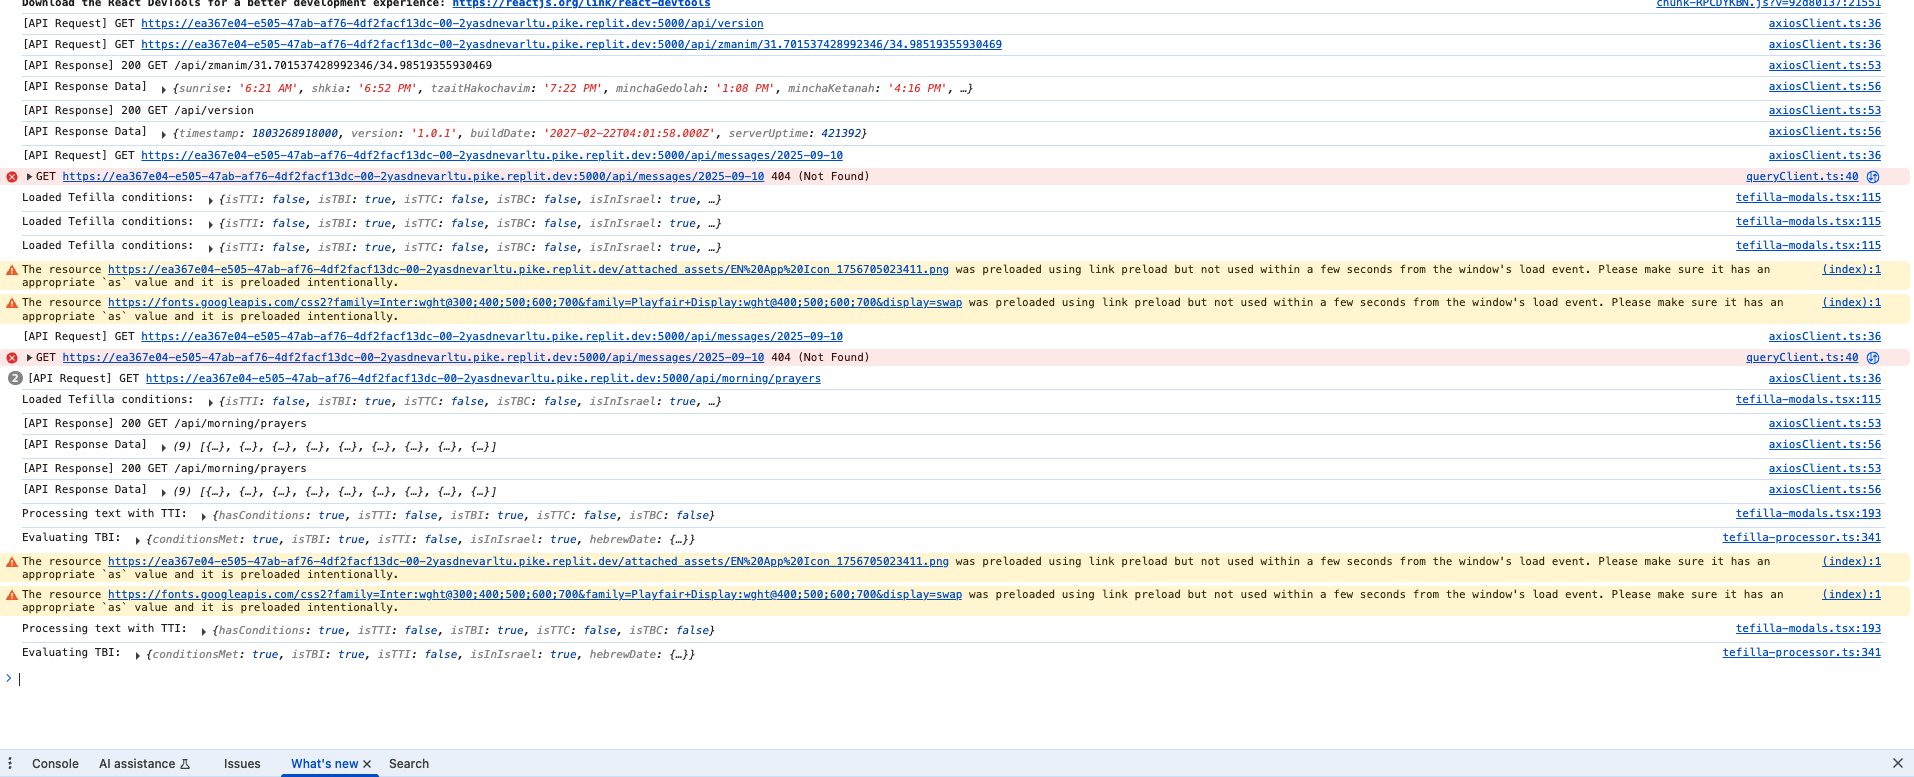 Download the React DevTools for a better development experience: https://reactjs.org/link/react-devtools chunk-RPCDYKBN.js?v=92d80137:21551
[API Request] GET https://ea367e04-e505-47ab-af76-4df2facf13dc-00-2yasdnevarltu.pike.replit.dev:5000/api/version axiosClient.ts:36
[API Request] GET https://ea367e04-e505-47ab-af76-4df2facf13dc-00-2yasdnevarltu.pike.replit.dev:5000/api/zmanim/31.701537428992346/34.98519355930469 axiosClient.ts:36
[API Response] 200 GET /api/zmanim/31.701537428992346/34.98519355930469 axiosClient.ts:53
[API Response Data] {sunrise: '6:21 AM', shkia: '6:52 PM', tzaitHakochavim: '7:22 PM', minchaGedolah: '1:08 PM', minchaKetanah: '4:16 PM', …} axiosClient.ts:56
[API Response] 200 GET /api/version axiosClient.ts:53
[API Response Data] {timestamp: 1803268918000, version: '1.0.1', buildDate: '2027-02-22T04:01:58.000Z', serverUptime: 421392} axiosClient.ts:56
[API Request] GET https://ea367e04-e505-47ab-af76-4df2facf13dc-00-2yasdnevarltu.pike.replit.dev:5000/api/messages/2025-09-10 axiosClient.ts:36
GET https://ea367e04-e505-47ab-af76-4df2facf13dc-00-2yasdnevarltu.pike.replit.dev:5000/api/messages/2025-09-10 404 (Not Found) queryClient.ts:40
Loaded Tefilla conditions: {isTTI: false, isTBI: true, isTTC: false, isTBC: false, isInIsrael: true, …} tefilla-modals.tsx:115
Loaded Tefilla conditions: {isTTI: false, isTBI: true, isTTC: false, isTBC: false, isInIsrael: true, …} tefilla-modals.tsx:115
Loaded Tefilla conditions: {isTTI: false, isTBI: true, isTTC: false, isTBC: false, isInIsrael: true, …} tefilla-modals.tsx:115
The resource https://ea367e04-e505-47ab-af76-4df2facf13dc-00-2yasdnevarltu.pike.replit.dev/attached_assets/EN%20App%20Icon_1756705023411.png was preloaded using link preload but not used within a few seconds from the window's load event. Please make sure it has an (index):1
appropriate `as` value and it is preloaded intentionally.
The resource https://fonts.googleapis.com/css2?family=Inter:wght@300;400;500;600;700&family=Playfair+Display:wght@400;500;600;700&display=swap was preloaded using link preload but not used within a few seconds from the window's load event. Please make sure it has an (index):1
appropriate `as` value and it is preloaded intentionally.
[API Request] GET https://ea367e04-e505-47ab-af76-4df2facf13dc-00-2yasdnevarltu.pike.replit.dev:5000/api/messages/2025-09-10 axiosClient.ts:36
GET https://ea367e04-e505-47ab-af76-4df2facf13dc-00-2yasdnevarltu.pike.replit.dev:5000/api/messages/2025-09-10 404 (Not Found) queryClient.ts:40
2 [API Request] GET https://ea367e04-e505-47ab-af76-4df2facf13dc-00-2yasdnevarltu.pike.replit.dev:5000/api/morning/prayers axiosClient.ts:36
Loaded Tefilla conditions: {isTTI: false, isTBI: true, isTTC: false, isTBC: false, isInIsrael: true, …} tefilla-modals.tsx:115
[API Response] 200 GET /api/morning/prayers axiosClient.ts:53
[API Response Data] (9) [{…}, {…}, {…}, {…}, {…}, {…}, {…}, {…}, {…}] axiosClient.ts:56
[API Response] 200 GET /api/morning/prayers axiosClient.ts:53
[API Response Data] (9) [{…}, {…}, {…}, {…}, {…}, {…}, {…}, {…}, {…}] axiosClient.ts:56
Processing text with TTI: {hasConditions: true, isTTI: false, isTBI: true, isTTC: false, isTBC: false} tefilla-modals.tsx:193
Evaluating TBI: {conditionsMet: true, isTBI: true, isTTI: false, isInIsrael: true, hebrewDate: {…}} tefilla-processor.ts:341
The resource https://ea367e04-e505-47ab-af76-4df2facf13dc-00-2yasdnevarltu.pike.replit.dev/attached_assets/EN%20App%20Icon_1756705023411.png was preloaded using link preload but not used within a few seconds from the window's load event. Please make sure it has an (index):1
appropriate `as` value and it is preloaded intentionally.
The resource https://fonts.googleapis.com/css2?family=Inter:wght@300;400;500;600;700&family=Playfair+Display:wght@400;500;600;700&display=swap was preloaded using link preload but not used within a few seconds from the window's load event. Please make sure it has an (index):1
appropriate `as` value and it is preloaded intentionally.
Processing text with TTI: {hasConditions: true, isTTI: false, isTBI: true, isTTC: false, isTBC: false} tefilla-modals.tsx:193
Evaluating TBI: {conditionsMet: true, isTBI: true, isTTI: false, isInIsrael: true, hebrewDate: {…}} tefilla-processor.ts:341
Console AI assistance Issues What's new Search